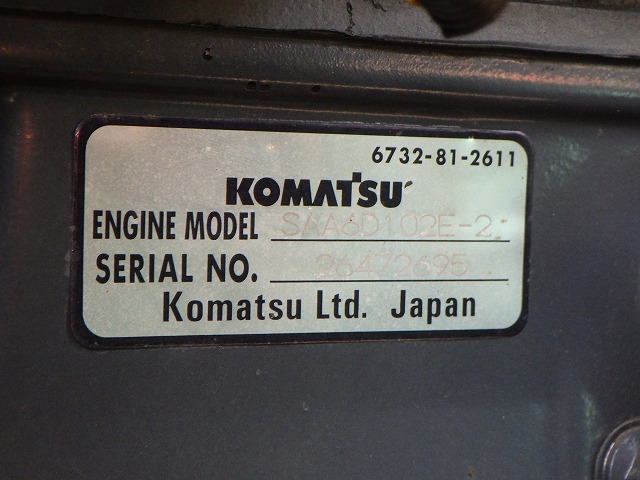 6732-81-2611
KOMATSU
ENGINE MODEL SAA6D102E-2
SERIAL NO. 26472695
Komatsu Ltd. Japan